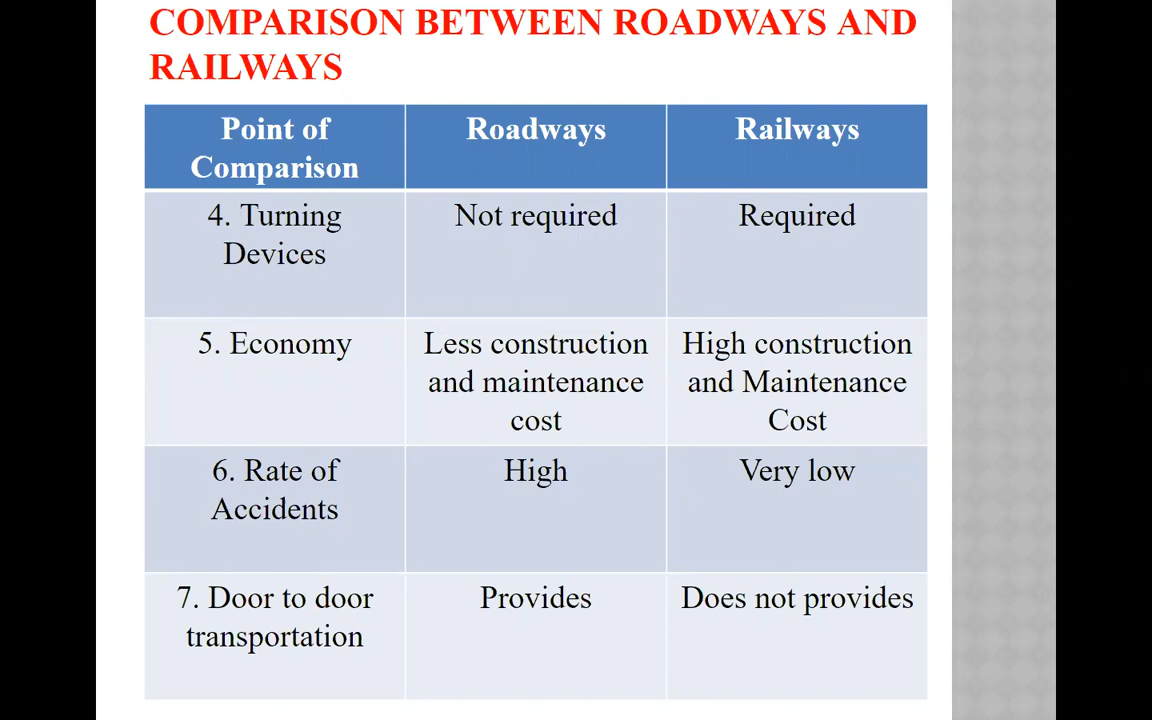 COMPARISON BETWEEN ROADWAYS AND
RAILWAYS
Point of
Comparison
Roadways
Railways
4. Turning
Devices
Not required
Required
5. Economy
Less construction
and maintenance
cost
High construction
and Maintenance
Cost
6. Rate of
Accidents
High
Very low
7. Door to door
transportation
Provides
Does not provides